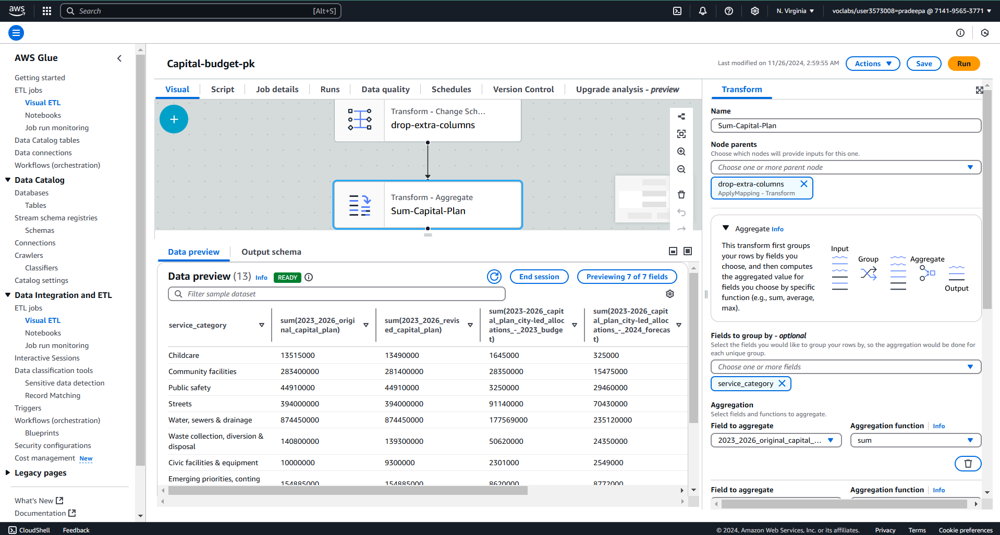 aws
Search
[Alt+S]
N. Virginia
voclabs/user3573008=pradeepa @ 7141-9565-3771
AWS Glue
Getting started
ETL jobs
Visual ETL
Notebooks
Job run monitoring
Data Catalog tables
Data connections
Workflows (orchestration)
Data Catalog
Databases
Tables
Stream schema registries
Schemas
Connections
Crawlers
Classifiers
Catalog settings
Data Integration and ETL
ETL jobs
Visual ETL
Notebooks
Job run monitoring
Interactive Sessions
Data classification tools
Sensitive data detection
Record Matching
Triggers
Workflows (orchestration)
Blueprints
Security configurations
Cost management New
Legacy pages
What's New
Documentation
Capital-budget-pk
Last modified on 11/26/2024, 2:59:55 AM
Actions
Save
Run
Visual
Script
Job details
Runs
Data quality
Schedules
Version Control
Upgrade analysis - preview
Transform - Change Sch...
drop-extra-columns
Transform - Aggregate
Sum-Capital-Plan
Data preview
Output schema
Data preview (13) Info READY
End session
Previewing 7 of 7 fields
Filter sample dataset
service_category
sum(2023_2026_origi
nal_capital_plan)
sum(2023_2026_revis
ed_capital_plan)
sum(2023-2026_capit
al_plan_city-led_alloc
ations_-_2023_budge
t)
sum(2023-2026_capit
al_plan_city-led_alloc
ations_-_2024_forecas
t)
Childcare 13515000 13490000 1645000 325000
Community facilities 283400000 281400000 28350000 15475000
Public safety 44910000 44910000 3250000 29460000
Streets 394000000 394000000 91140000 70430000
Water, sewers & drainage 874450000 874450000 177569000 235120000
Waste collection, diversion &
disposal 140800000 139300000 50620000 24350000
Civic facilities & equipment 10000000 9300000 2301000 2549000
Emerging priorities, conting
154885000 154885000 8620000 8772000
Transform
Name
Sum-Capital-Plan
Node parents
Choose which nodes will provide inputs for this one.
Choose one or more parent node
drop-extra-columns
ApplyMapping - Transform
Aggregate Info
This transform first groups
your rows by fields you
choose, and then computes
the aggregated value for
fields you choose by specific
function (e.g., sum, average,
max).
Input
Group
Aggregate
Output
Fields to group by - optional
Select the fields you would like to group your rows by, so the aggregation would be done for
each unique group.
Choose one or more fields
service_category
Aggregation
Select fields and functions to aggregate.
Field to aggregate
Aggregation function Info
2023_2026_original_capital_...
sum
Field to aggregate
Aggregation function Info
CloudShell
Feedback
© 2024, Amazon Web Services, Inc. or its affiliates.
Privacy
Terms
Cookie preferences